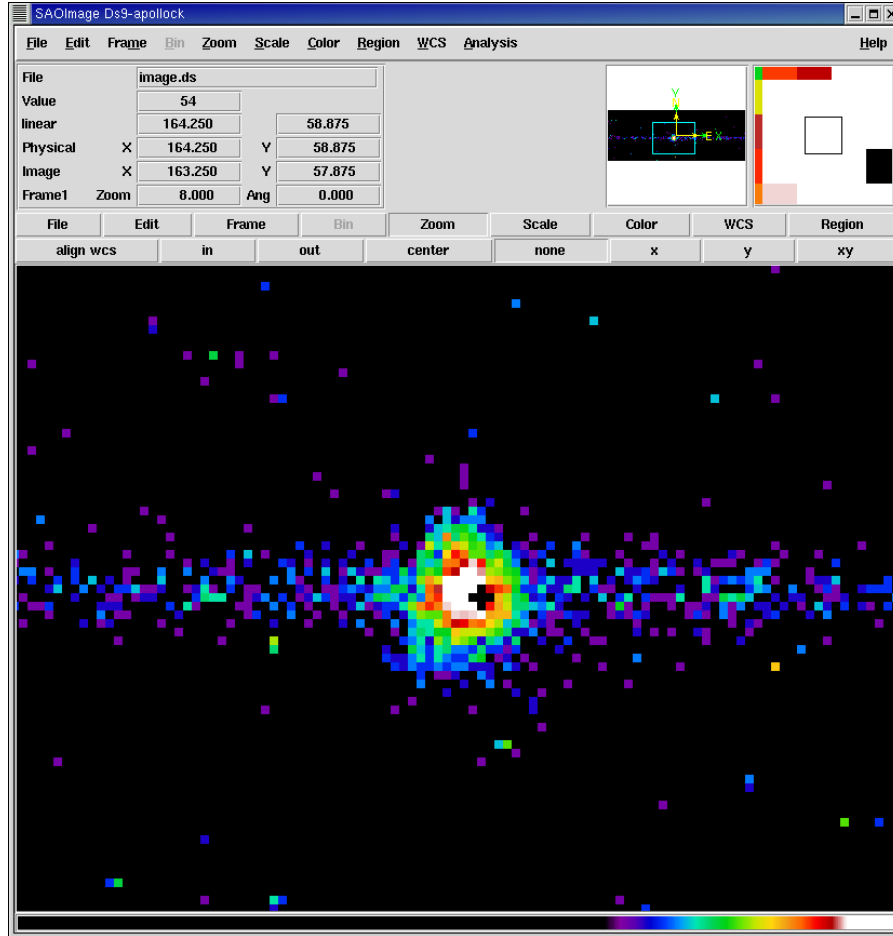 SAOImage Ds9-apollock
File Edit Frame Bin Zoom Scale Color Region WCS Analysis Help
File image.ds
Value 54
linear 164.250 58.875
Physical X 164.250 Y 58.875
Image X 163.250 Y 57.875
Frame1 Zoom 8.000 Ang 0.000
Y
N
E X
File Edit Frame Bin Zoom Scale Color WCS Region
align wcs in out center none x y xy